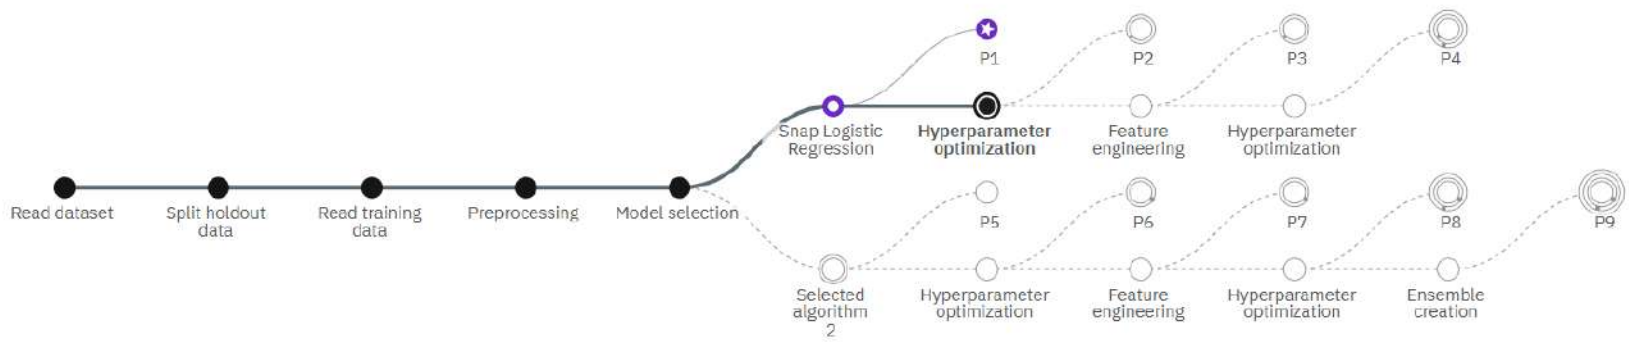 P1
P2
P3
P4
Snap Logistic
Regression
Hyperparameter
optimization
Feature
engineering
Hyperparameter
optimization
Read dataset
Split holdout
data
Read training
data
Preprocessing
Model selection
P5
P6
P7
P8
P9
Selected
algorithm
2
Hyperparameter
optimization
Feature
engineering
Hyperparameter
optimization
Ensemble
creation